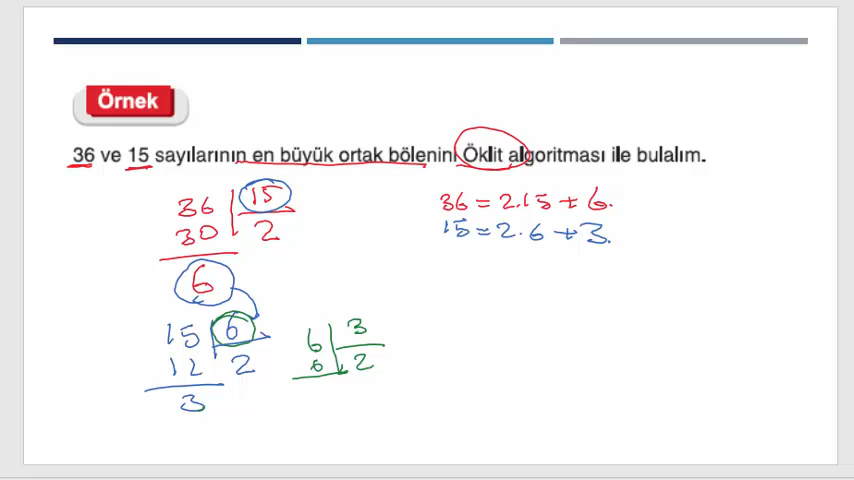 Örnek
36 ve 15 sayılarının en büyük ortak bölenini Öklit algoritması ile bulalım.
36 15
30 2
6
36 = 2.15 + 6.
15 = 2.6 + 3.
15 6
12 2
3
6 3
6 2